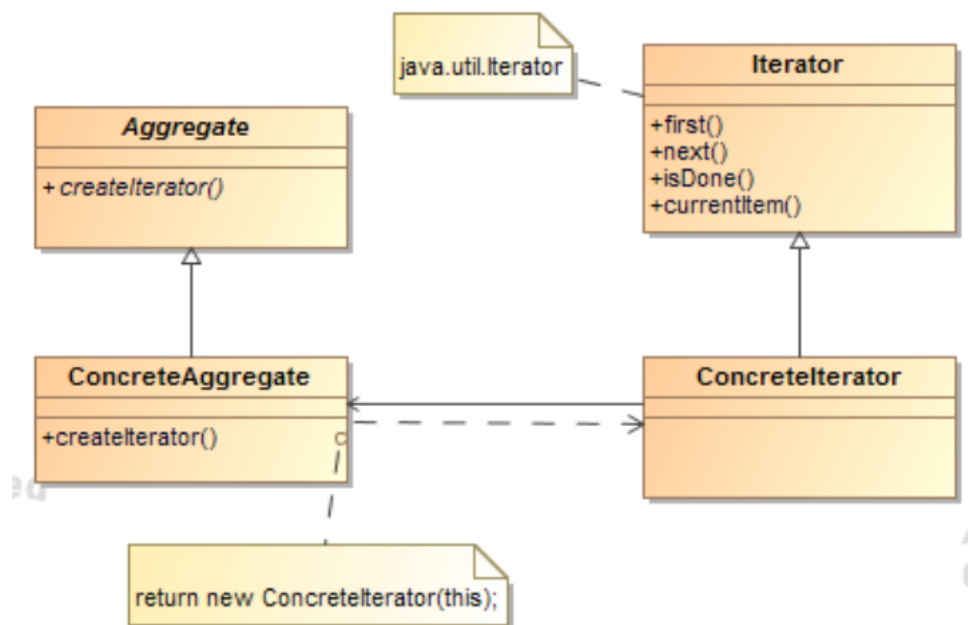 java.util.Iterator
Iterator
+first()
+next()
+isDone()
+currentItem()
Aggregate
+ createIterator()
ConcreteAggregate
+createIterator()
ConcreteIterator
return new ConcreteIterator(this);